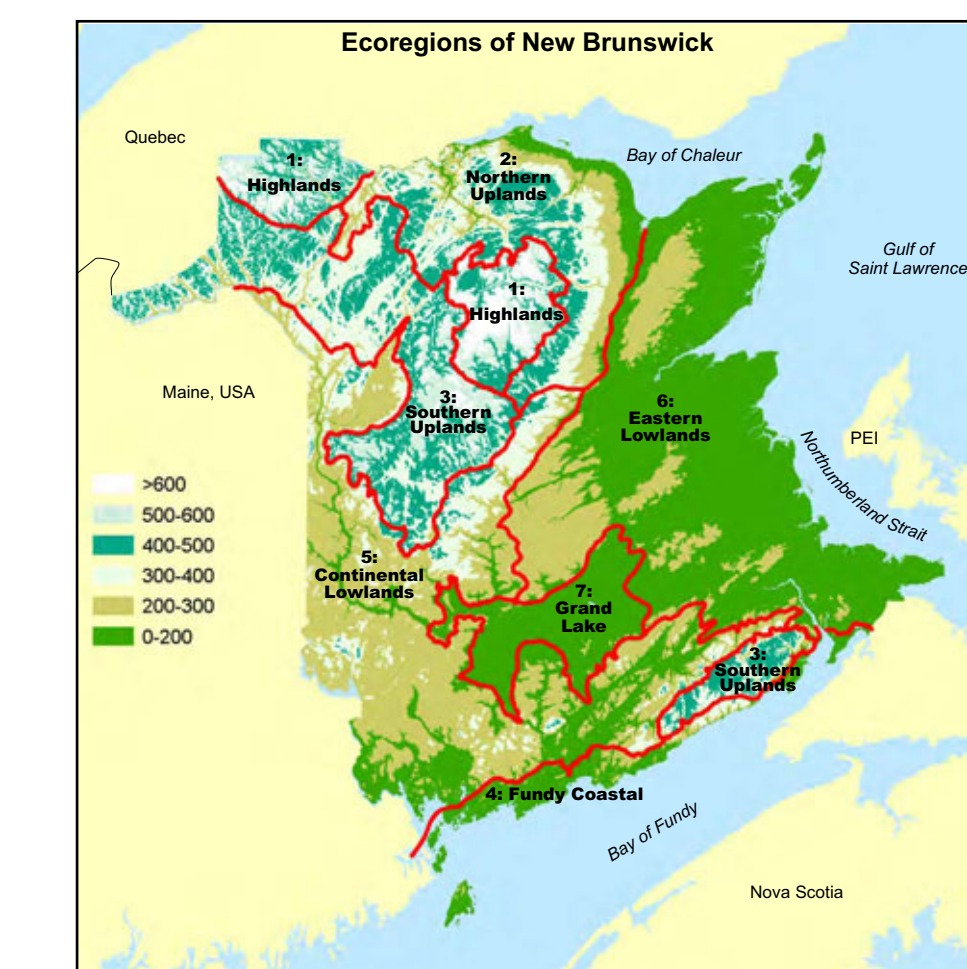 Ecoregions of New Brunswick
Quebec
1:
Highlands
2:
Northern
Uplands
Bay of Chaleur
Gulf of
Saint Lawrence
1:
Highlands
Maine, USA
3:
Southern
Uplands
6:
Eastern
Lowlands
PEI
Northumberland Strait
>600
500-600
400-500
300-400
200-300
0-200
5:
Continental
Lowlands
7:
Grand
Lake
3:
Southern
Uplands
4: Fundy Coastal
Bay of Fundy
Nova Scotia